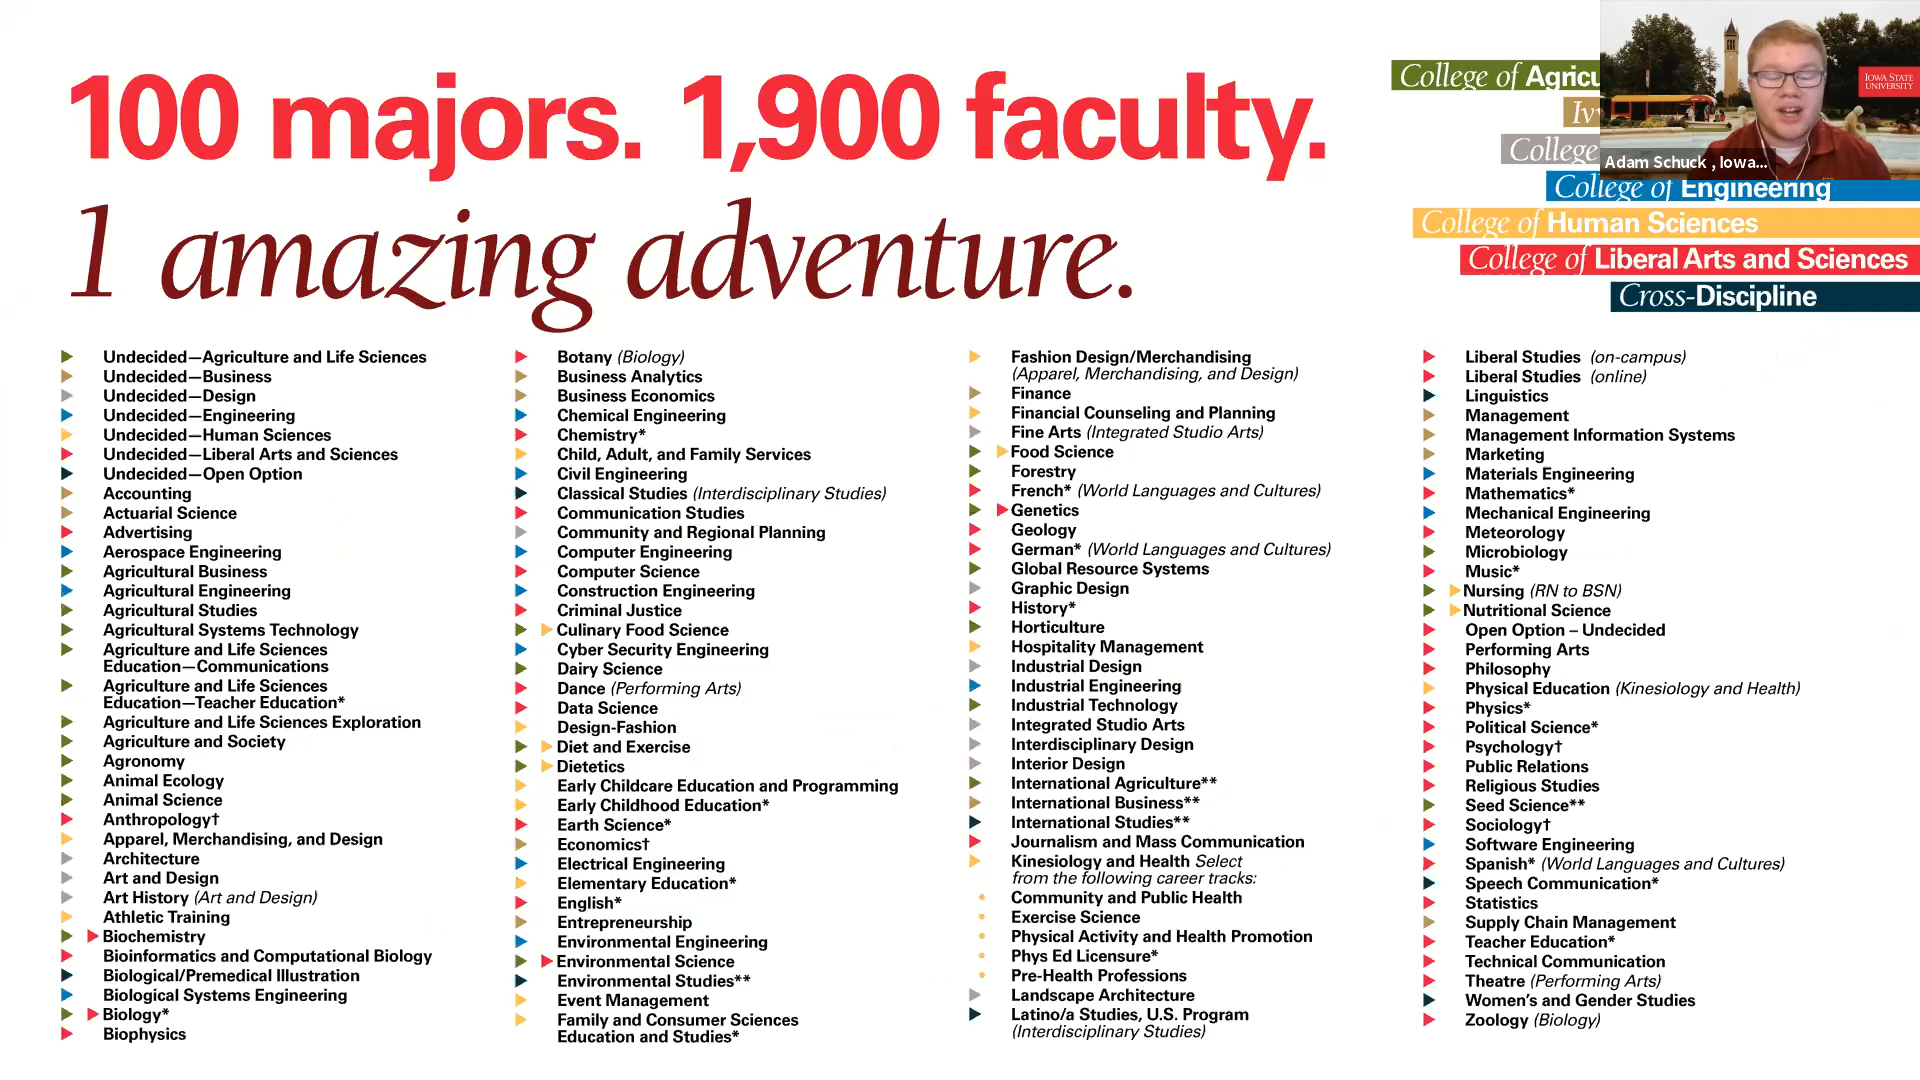 100 majors. 1,900 faculty.
1 amazing adventure.
College of
College
College of Engineering
College of Human Sciences
College of Liberal Arts and Sciences
Cross-Discipline
IOWA STATE
UNIVERSITY
Adam Schuck , Iowa...
Undecided—Agriculture and Life Sciences
Undecided—Business
Undecided—Design
Undecided—Engineering
Undecided—Human Sciences
Undecided—Liberal Arts and Sciences
Undecided—Open Option
Accounting
Actuarial Science
Advertising
Aerospace Engineering
Agricultural Business
Agricultural Engineering
Agricultural Studies
Agricultural Systems Technology
Agriculture and Life Sciences
Education—Communications
Agriculture and Life Sciences
Education—Teacher Education*
Agriculture and Life Sciences Exploration
Agriculture and Society
Agronomy
Animal Ecology
Animal Science
Anthropology†
Apparel, Merchandising, and Design
Architecture
Art and Design
Art History (Art and Design)
Athletic Training
Biochemistry
Bioinformatics and Computational Biology
Biological/Premedical Illustration
Biological Systems Engineering
Biology*
Biophysics
Botany (Biology)
Business Analytics
Business Economics
Chemical Engineering
Chemistry*
Child, Adult, and Family Services
Civil Engineering
Classical Studies (Interdisciplinary Studies)
Communication Studies
Community and Regional Planning
Computer Engineering
Computer Science
Construction Engineering
Criminal Justice
Culinary Food Science
Cyber Security Engineering
Dairy Science
Dance (Performing Arts)
Data Science
Design-Fashion
Diet and Exercise
Dietetics
Early Childcare Education and Programming
Early Childhood Education*
Earth Science*
Economics†
Electrical Engineering
Elementary Education*
English*
Entrepreneurship
Environmental Engineering
Environmental Science
Environmental Studies**
Event Management
Family and Consumer Sciences
Education and Studies*
Fashion Design/Merchandising
(Apparel, Merchandising, and Design)
Finance
Financial Counseling and Planning
Fine Arts (Integrated Studio Arts)
Food Science
Forestry
French* (World Languages and Cultures)
Genetics
Geology
German* (World Languages and Cultures)
Global Resource Systems
Graphic Design
History*
Horticulture
Hospitality Management
Industrial Design
Industrial Engineering
Industrial Technology
Integrated Studio Arts
Interdisciplinary Design
Interior Design
International Agriculture**
International Business**
International Studies**
Journalism and Mass Communication
Kinesiology and Health Select
from the following career tracks:
Community and Public Health
Exercise Science
Physical Activity and Health Promotion
Phys Ed Licensure*
Pre-Health Professions
Landscape Architecture
Latino/a Studies, U.S. Program
(Interdisciplinary Studies)
Liberal Studies (on-campus)
Liberal Studies (online)
Linguistics
Management
Management Information Systems
Marketing
Materials Engineering
Mathematics*
Mechanical Engineering
Meteorology
Microbiology
Music*
Nursing (RN to BSN)
Nutritional Science
Open Option – Undecided
Performing Arts
Philosophy
Physical Education (Kinesiology and Health)
Physics*
Political Science*
Psychology†
Public Relations
Religious Studies
Seed Science**
Sociology†
Software Engineering
Spanish* (World Languages and Cultures)
Speech Communication*
Statistics
Supply Chain Management
Teacher Education*
Technical Communication
Theatre (Performing Arts)
Women's and Gender Studies
Zoology (Biology)